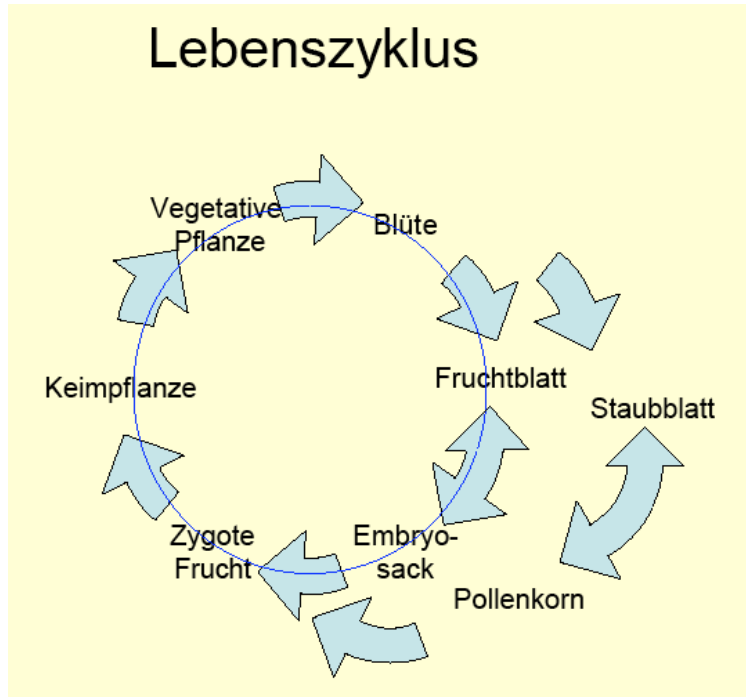 Lebenszyklus
Vegetative
Pflanze
Blüte
Fruchtblatt
Staubblatt
Keimpflanze
Zygote
Frucht
Embryo-
sack
Pollenkorn